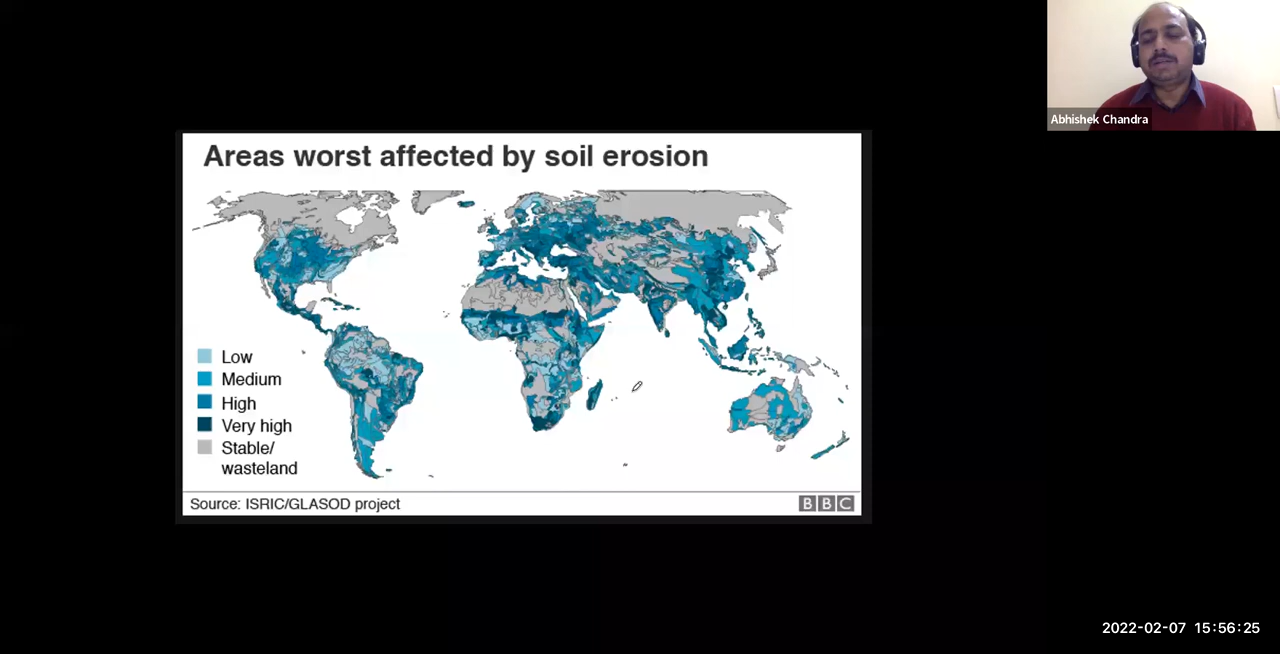 Abhishek Chandra
Areas worst affected by soil erosion
Low
Medium
High
Very high
Stable/
wasteland
Source: ISRIC/GLASOD project
BBC
2022-02-07 15:56:25